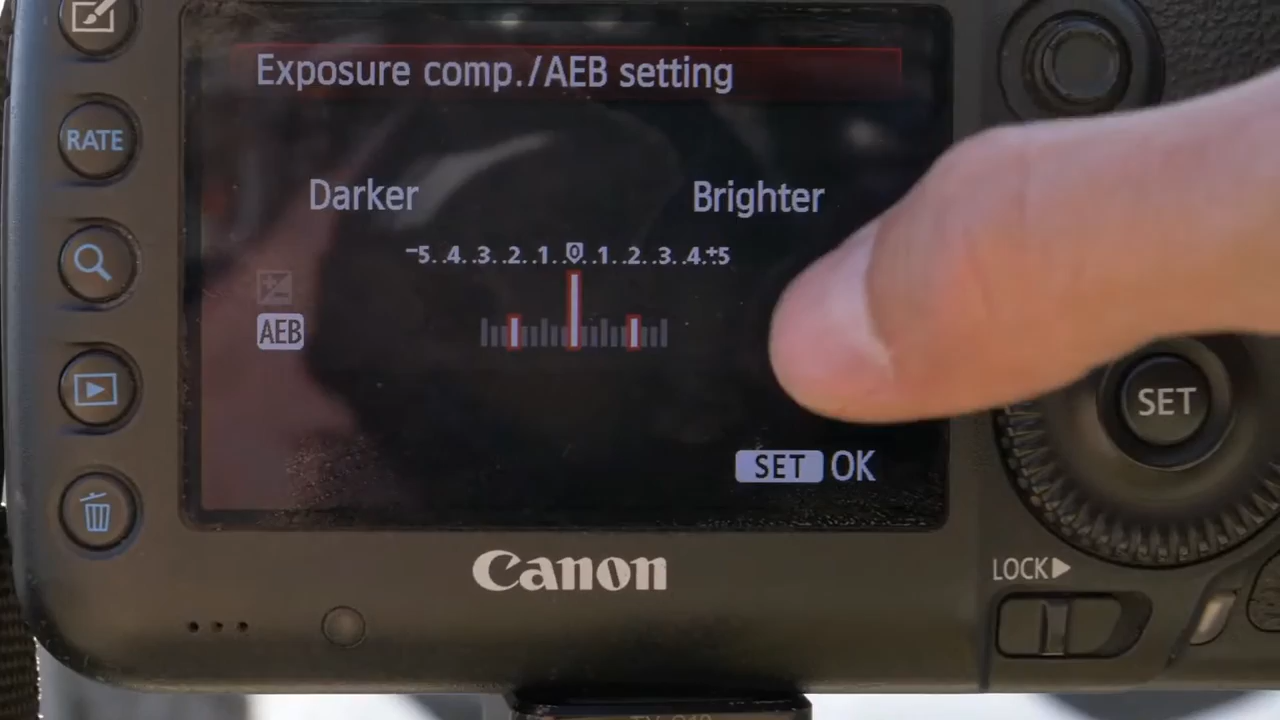 Exposure comp./AEB setting
RATE
Darker
Brighter
-5..4..3..2..1..0..1..2..3..4.+5
AEB
SET
SET OK
Canon
LOCK▶